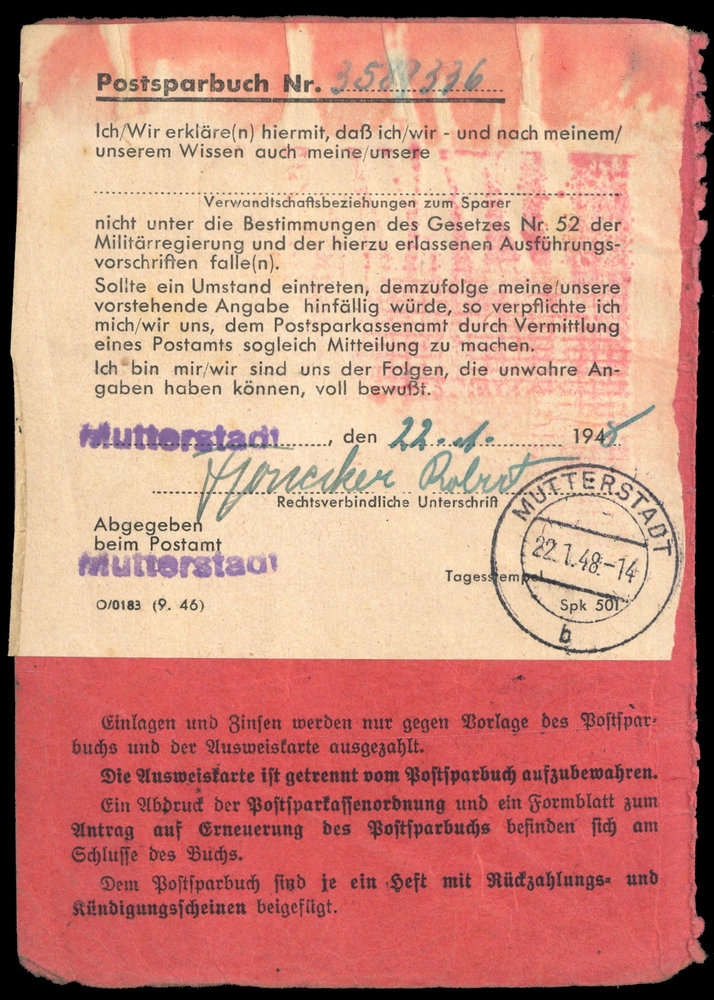 Postsparbuch Nr. 3589336
Ich/Wir erkläre(n) hiermit, daß ich/wir - und nach meinem/
unserem Wissen auch meine/unsere
Verwandtschaftsbeziehungen zum Sparer
nicht unter die Bestimmungen des Gesetzes Nr. 52 der
Militärregierung und der hierzu erlassenen Ausführungs-
vorschriften falle(n).
Sollte ein Umstand eintreten, demzufolge meine/unsere
vorstehende Angabe hinfällig würde, so verpflichte ich
mich/wir uns, dem Postsparkassenamt durch Vermittlung
eines Postamts sogleich Mitteilung zu machen.
Ich bin mir/wir sind uns der Folgen, die unwahre An-
gaben haben können, voll bewußt.
Mutterstadt, den 22. 1. 1948
Robert
Rechtsverbindliche Unterschrift
MUTTERSTADT
22.1.48.-14
b
Abgegeben
beim Postamt
Mutterstadt
Tagesstempel
O/0183 (9. 46)
Spk 501
Einlagen und Zinsen werden nur gegen Vorlage des Postspar-
buchs und der Ausweiskarte ausgezahlt.
Die Ausweiskarte ist getrennt vom Postsparbuch aufzubewahren.
Ein Abdruck der Postsparkassenordnung und ein Formblatt zum
Antrag auf Erneuerung des Postsparbuchs befinden sich am
Schlusse des Buchs.
Dem Postsparbuch sind je ein Heft mit Rückzahlungs- und
Kündigungsscheinen beigefügt.